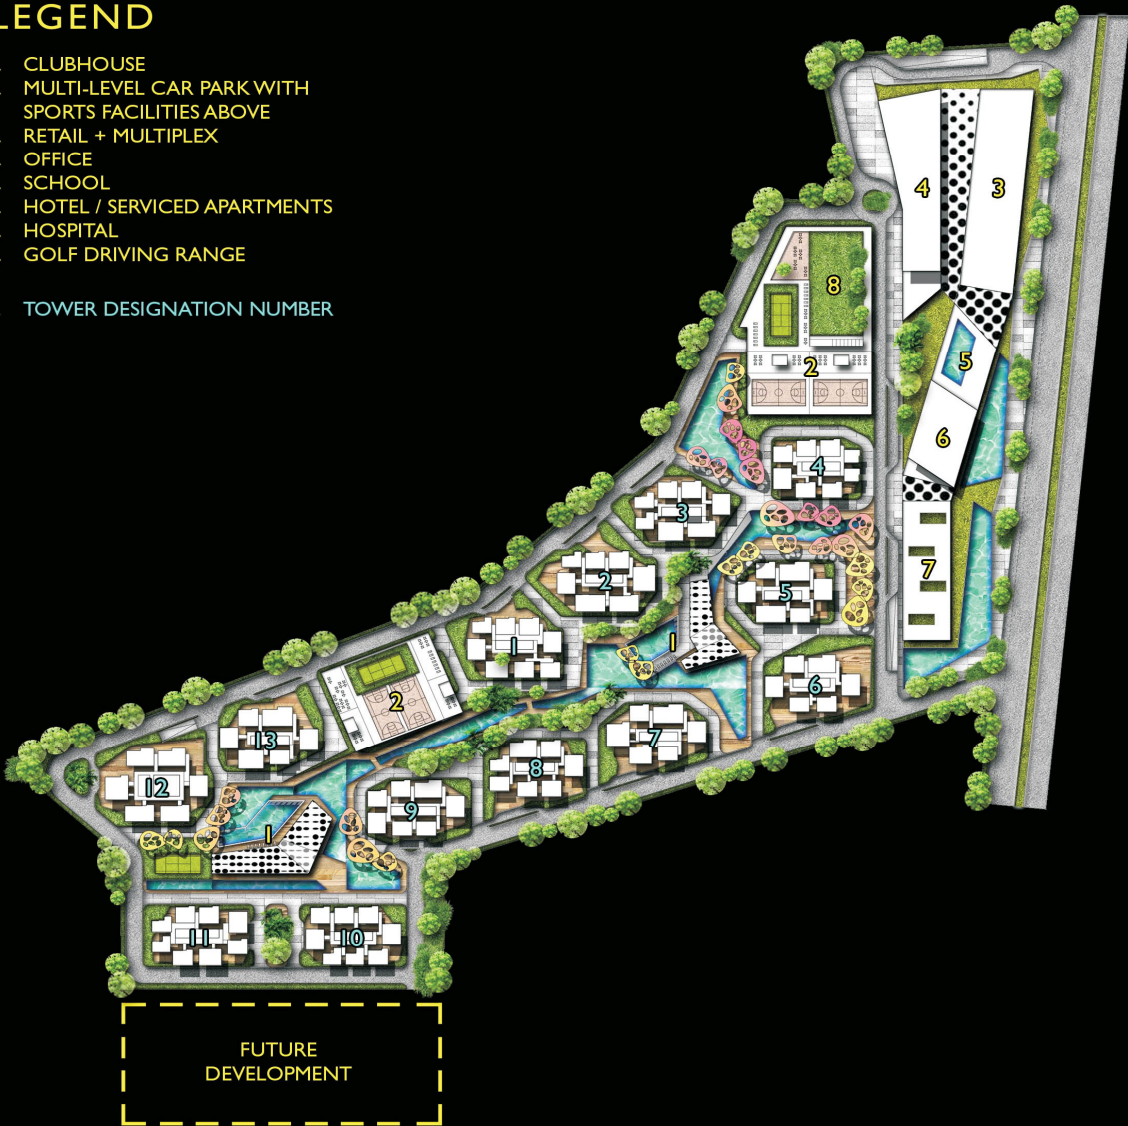 LEGEND
CLUBHOUSE
MULTI-LEVEL CAR PARK WITH
SPORTS FACILITIES ABOVE
RETAIL + MULTIPLEX
OFFICE
SCHOOL
HOTEL / SERVICED APARTMENTS
HOSPITAL
GOLF DRIVING RANGE
TOWER DESIGNATION NUMBER
4
3
8
5
2
6
4
3
7
2
5
1
1
6
2
7
13
8
12
9
1
11
10
FUTURE
DEVELOPMENT